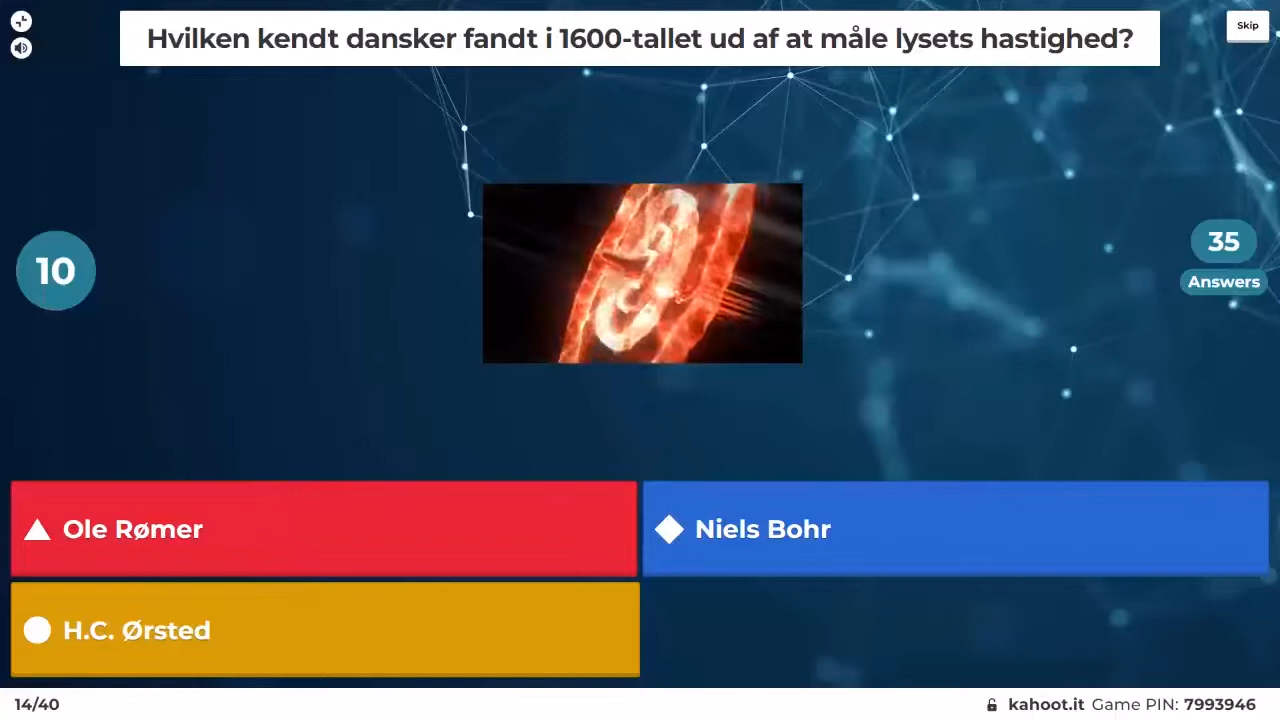 Hvilken kendt dansker fandt i 1600-tallet ud af at måle lysets hastighed?
Skip
10
35
Answers
Ole Rømer
Niels Bohr
H.C. Ørsted
14/40
kahoot.it Game PIN: 7993946